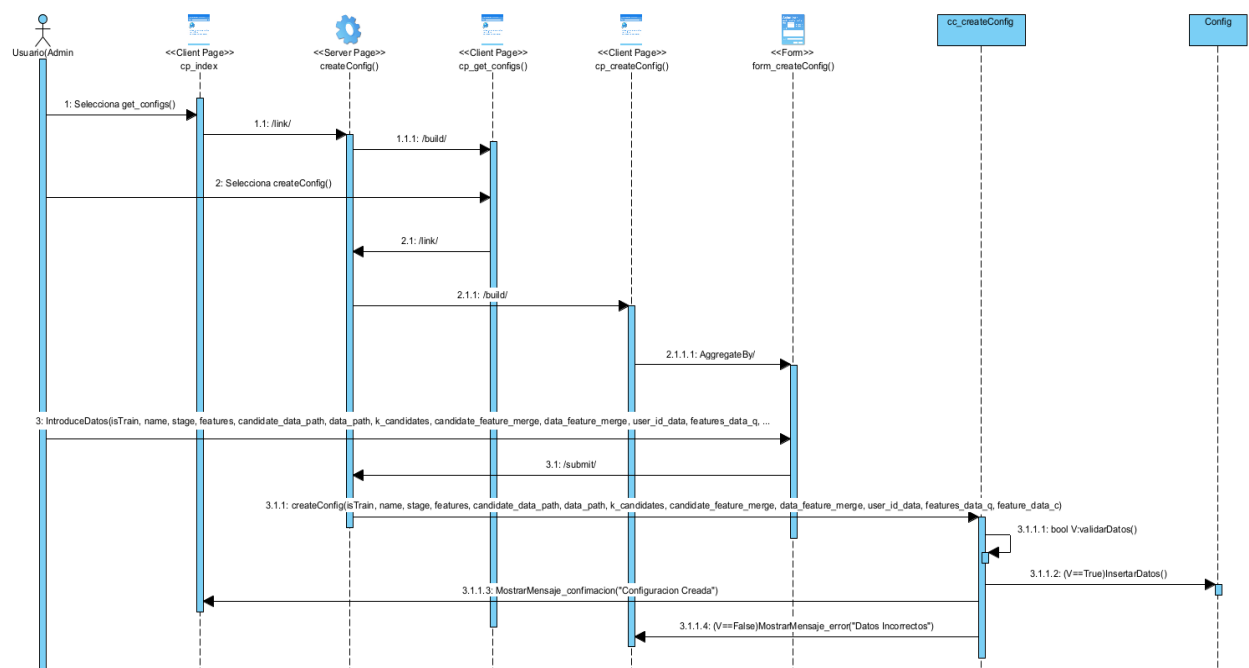 Usuario(Admin
<<Client Page>>
cp_index
<<Server Page>>
createConfig()
<<Client Page>>
cp_get_configs()
<<Client Page>>
cp_createConfig()
<<Form>>
form_createConfig()
cc_createConfig
Config
1: Selecciona get_configs()
1.1: /link/
1.1.1: /build/
2: Selecciona createConfig()
2.1: /link/
2.1.1: /build/
2.1.1.1: AggregateBy/
3: IntroduceDatos(isTrain, name, stage, features, candidate_data_path, data_path, k_candidates, candidate_feature_merge, data_feature_merge, user_id_data, features_data_q, ...
3.1: /submit/
3.1.1: createConfig(isTrain, name, stage, features, candidate_data_path, data_path, k_candidates, candidate_feature_merge, data_feature_merge, user_id_data, features_data_q, feature_data_c)
3.1.1.1: bool V:validarDatos()
3.1.1.2: (V==True)InsertarDatos()
3.1.1.3: MostrarMensaje_confimacion("Configuracion Creada")
3.1.1.4: (V==False)MostrarMensaje_error("Datos Incorrectos")